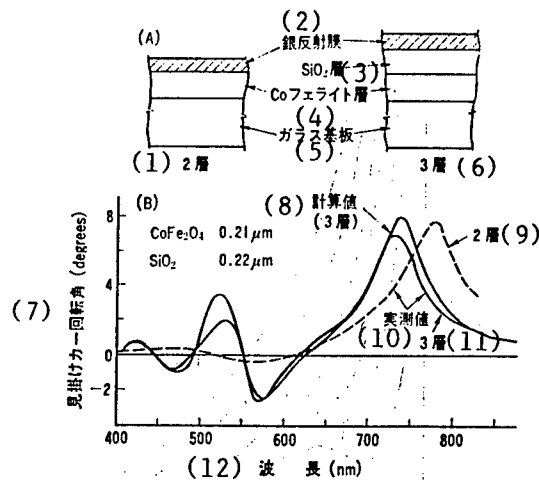 (A)
(2)
銀反射膜
SiO₂層(3)
Coフェライト層
(4)
ガラス基板
(5)
(1) 2層
3層 (6)
(B)
CoFe₂O₄ 0.21μm
SiO₂ 0.22μm
(8) 計算値
(3層)
2層(9)
実測値
(10)
3層(11)
(7)
見掛けカー回転角 (degrees)
8
4
0
−2
400 450 500 600 700 800
(12) 波長 (nm)